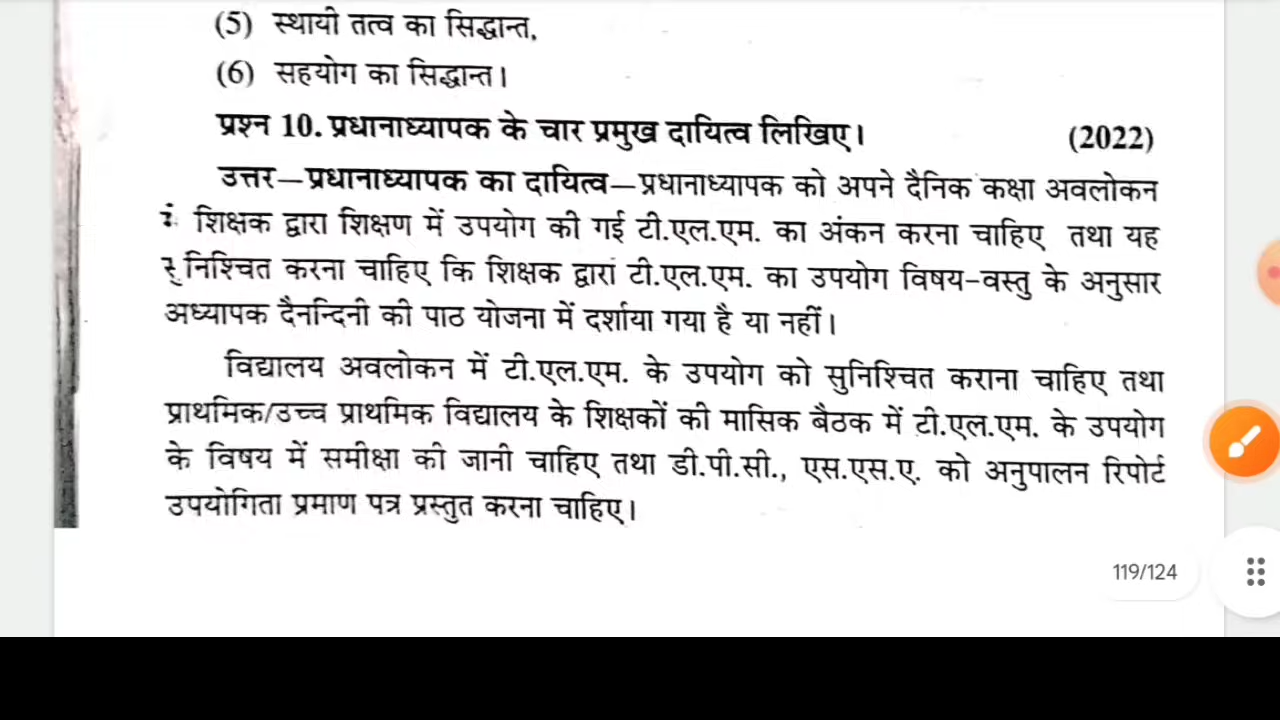 (5) स्थायी तत्व का सिद्धान्त,
(6) सहयोग का सिद्धान्त।
प्रश्न 10. प्रधानाध्यापक के चार प्रमुख दायित्व लिखिए। (2022)
उत्तर—प्रधानाध्यापक का दायित्व—प्रधानाध्यापक को अपने दैनिक कक्षा अवलोकन
शिक्षक द्वारा शिक्षण में उपयोग की गई टी.एल.एम. का अंकन करना चाहिए तथा यह
निश्चित करना चाहिए कि शिक्षक द्वारा टी.एल.एम. का उपयोग विषय-वस्तु के अनुसार
अध्यापक दैनन्दिनी की पाठ योजना में दर्शाया गया है या नहीं।
विद्यालय अवलोकन में टी.एल.एम. के उपयोग को सुनिश्चित कराना चाहिए तथा
प्राथमिक/उच्च प्राथमिक विद्यालय के शिक्षकों की मासिक बैठक में टी.एल.एम. के उपयोग
के विषय में समीक्षा की जानी चाहिए तथा डी.पी.सी., एस.एस.ए. को अनुपालन रिपोर्ट
उपयोगिता प्रमाण पत्र प्रस्तुत करना चाहिए।
119/124